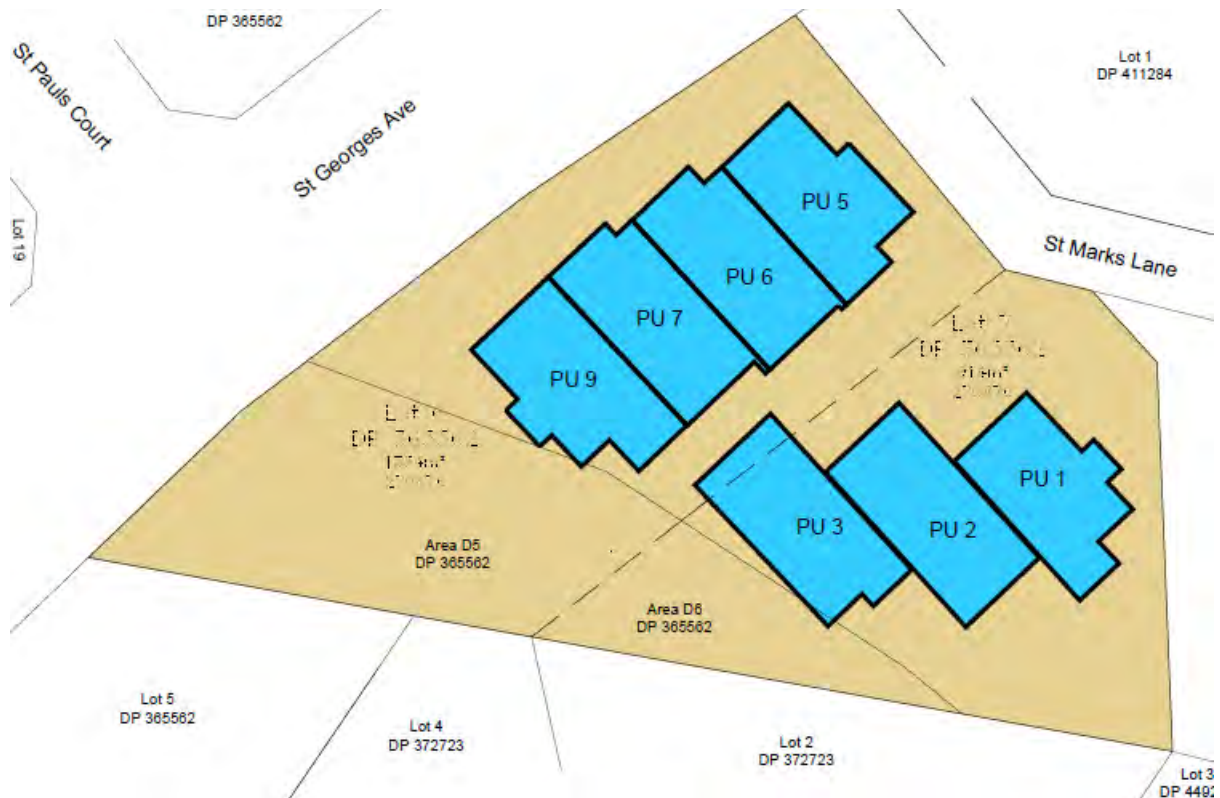 DP 365562
St Pauls Court
St Georges Ave
Lot 19
Lot 1
DP 411284
St Marks Lane
PU 5
PU 6
PU 7
PU 9
PU 1
PU 2
PU 3
Area D5
DP 365562
Area D6
DP 365562
Lot 5
DP 365562
Lot 4
DP 372723
Lot 2
DP 372723
Lot 3
DP 4492